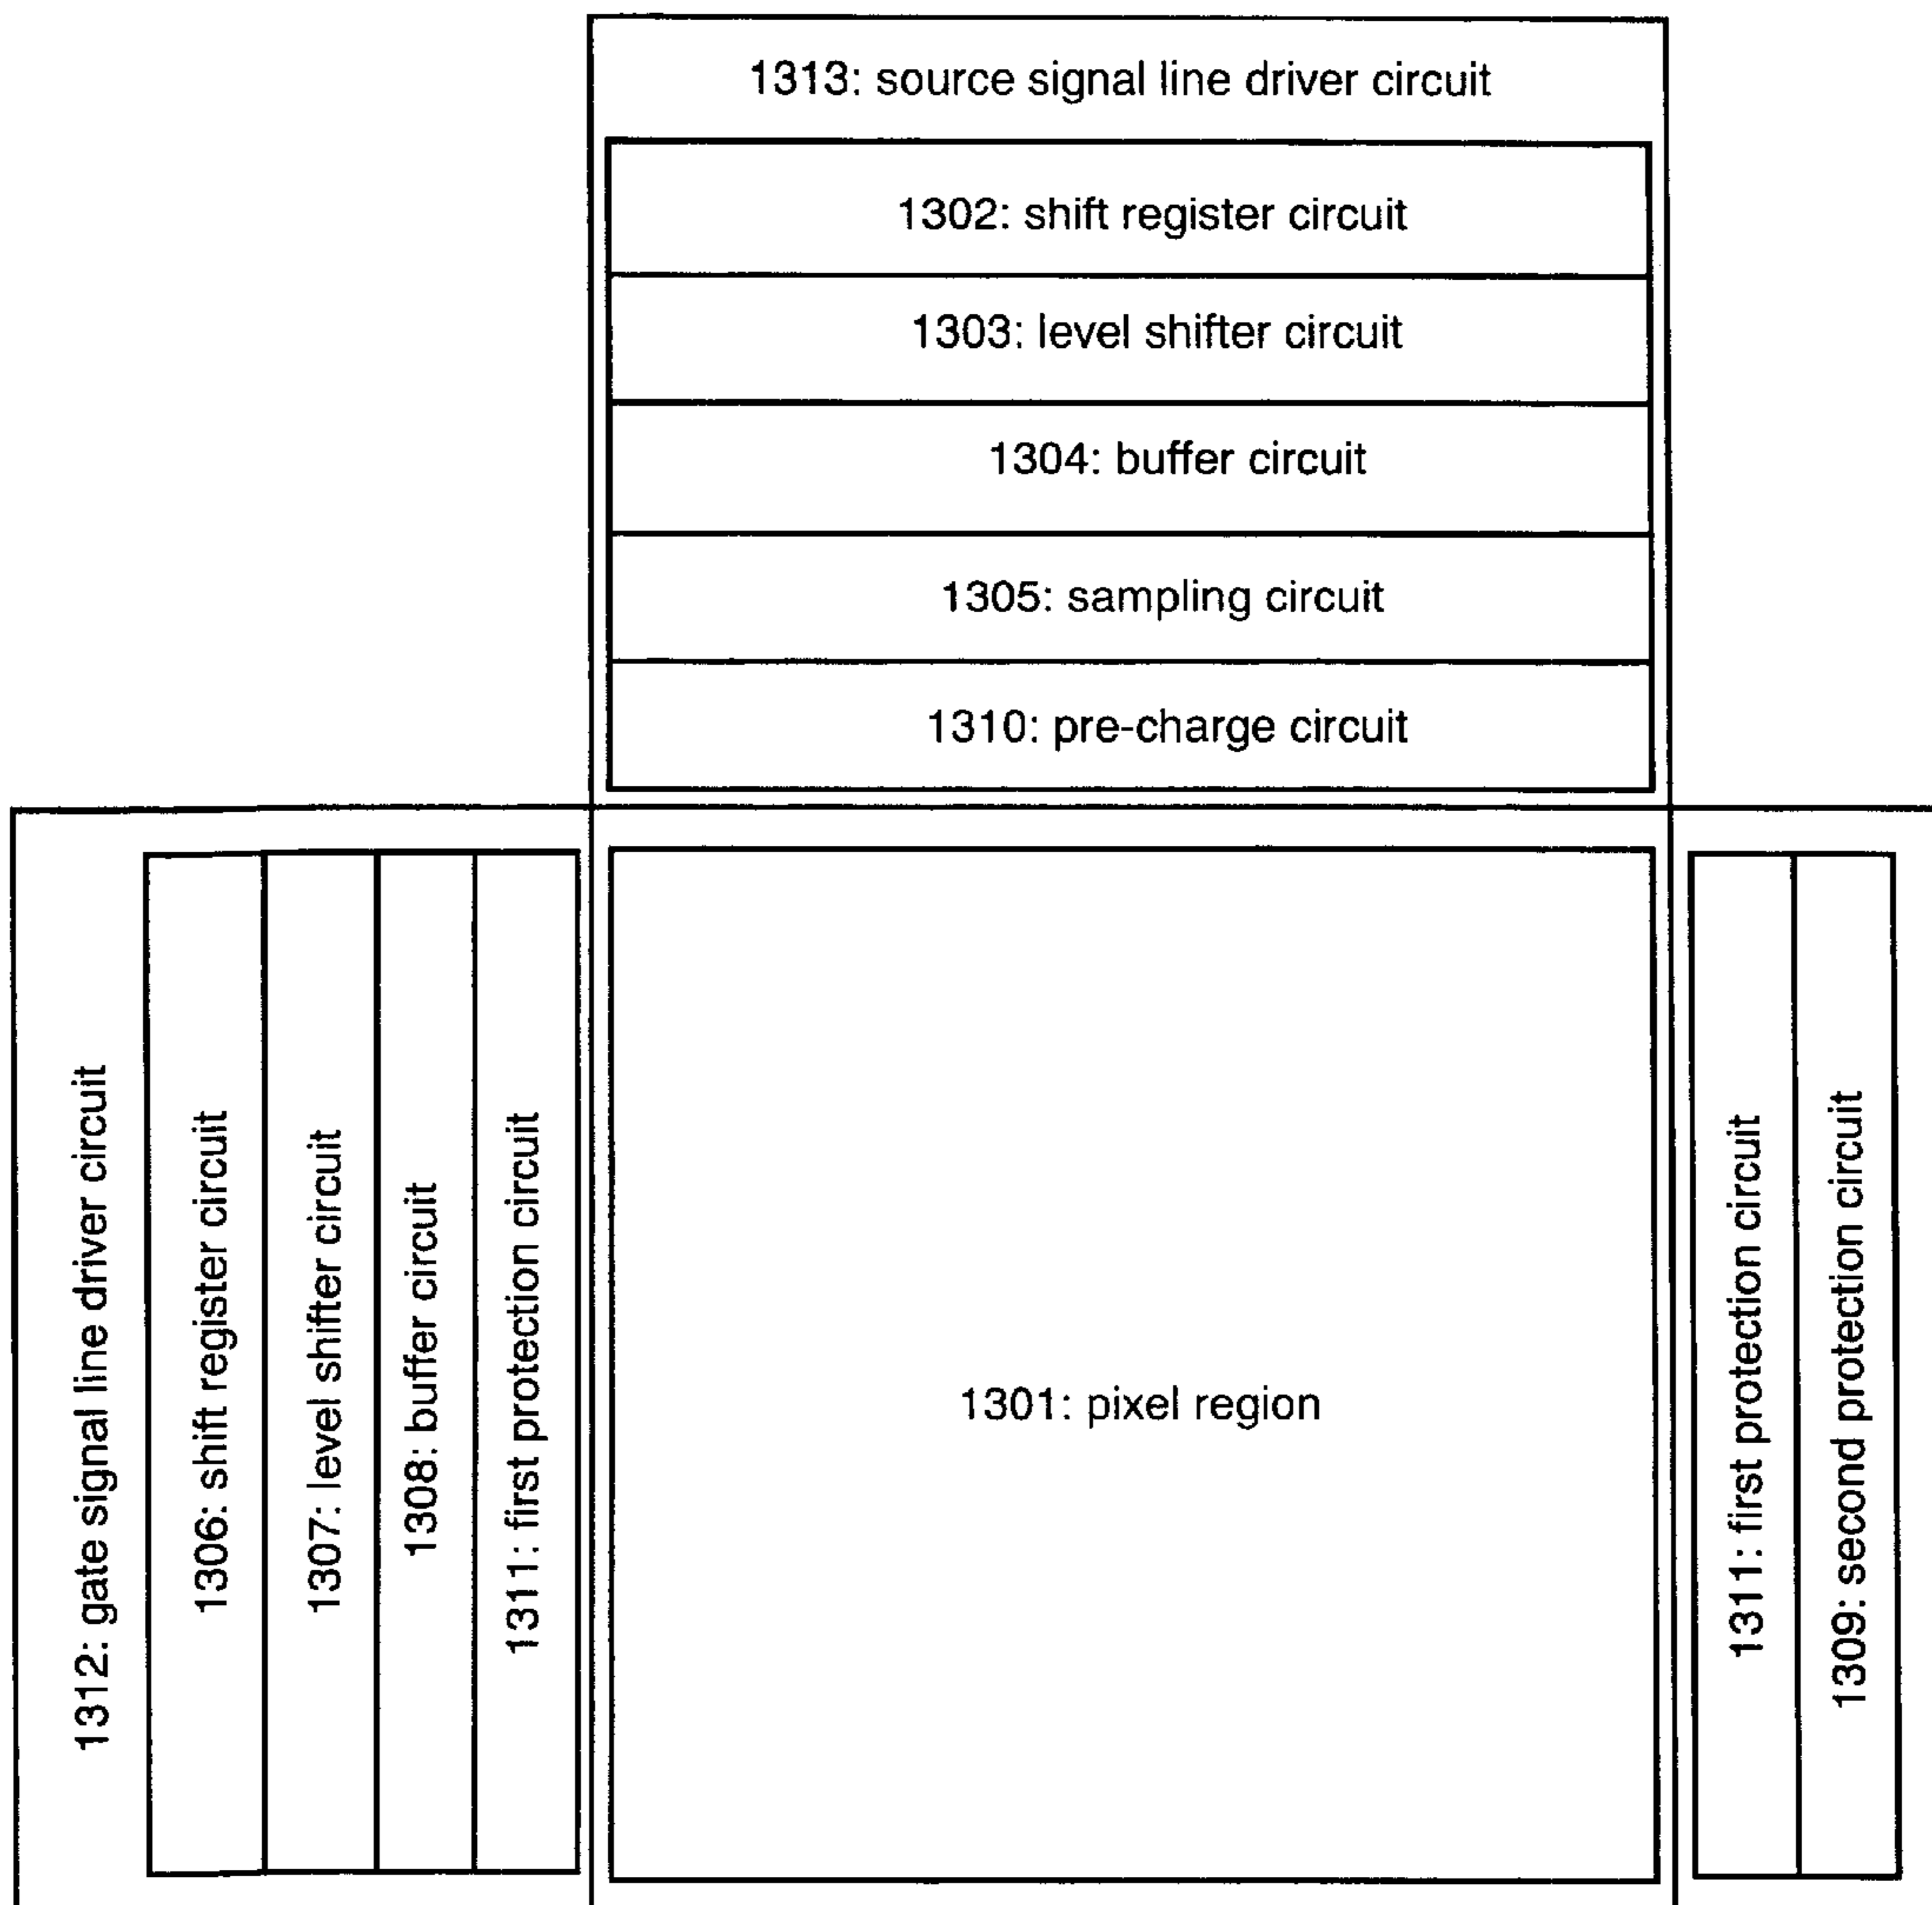 1313: source signal line driver circuit
1302: shift register circuit
1303: level shifter circuit
1304: buffer circuit
1305: sampling circuit
1310: pre-charge circuit
1312: gate signal line driver circuit
1306: shift register circuit
1307: level shifter circuit
1308: buffer circuit
1311: first protection circuit
1301: pixel region
1311: first protection circuit
1309: second protection circuit